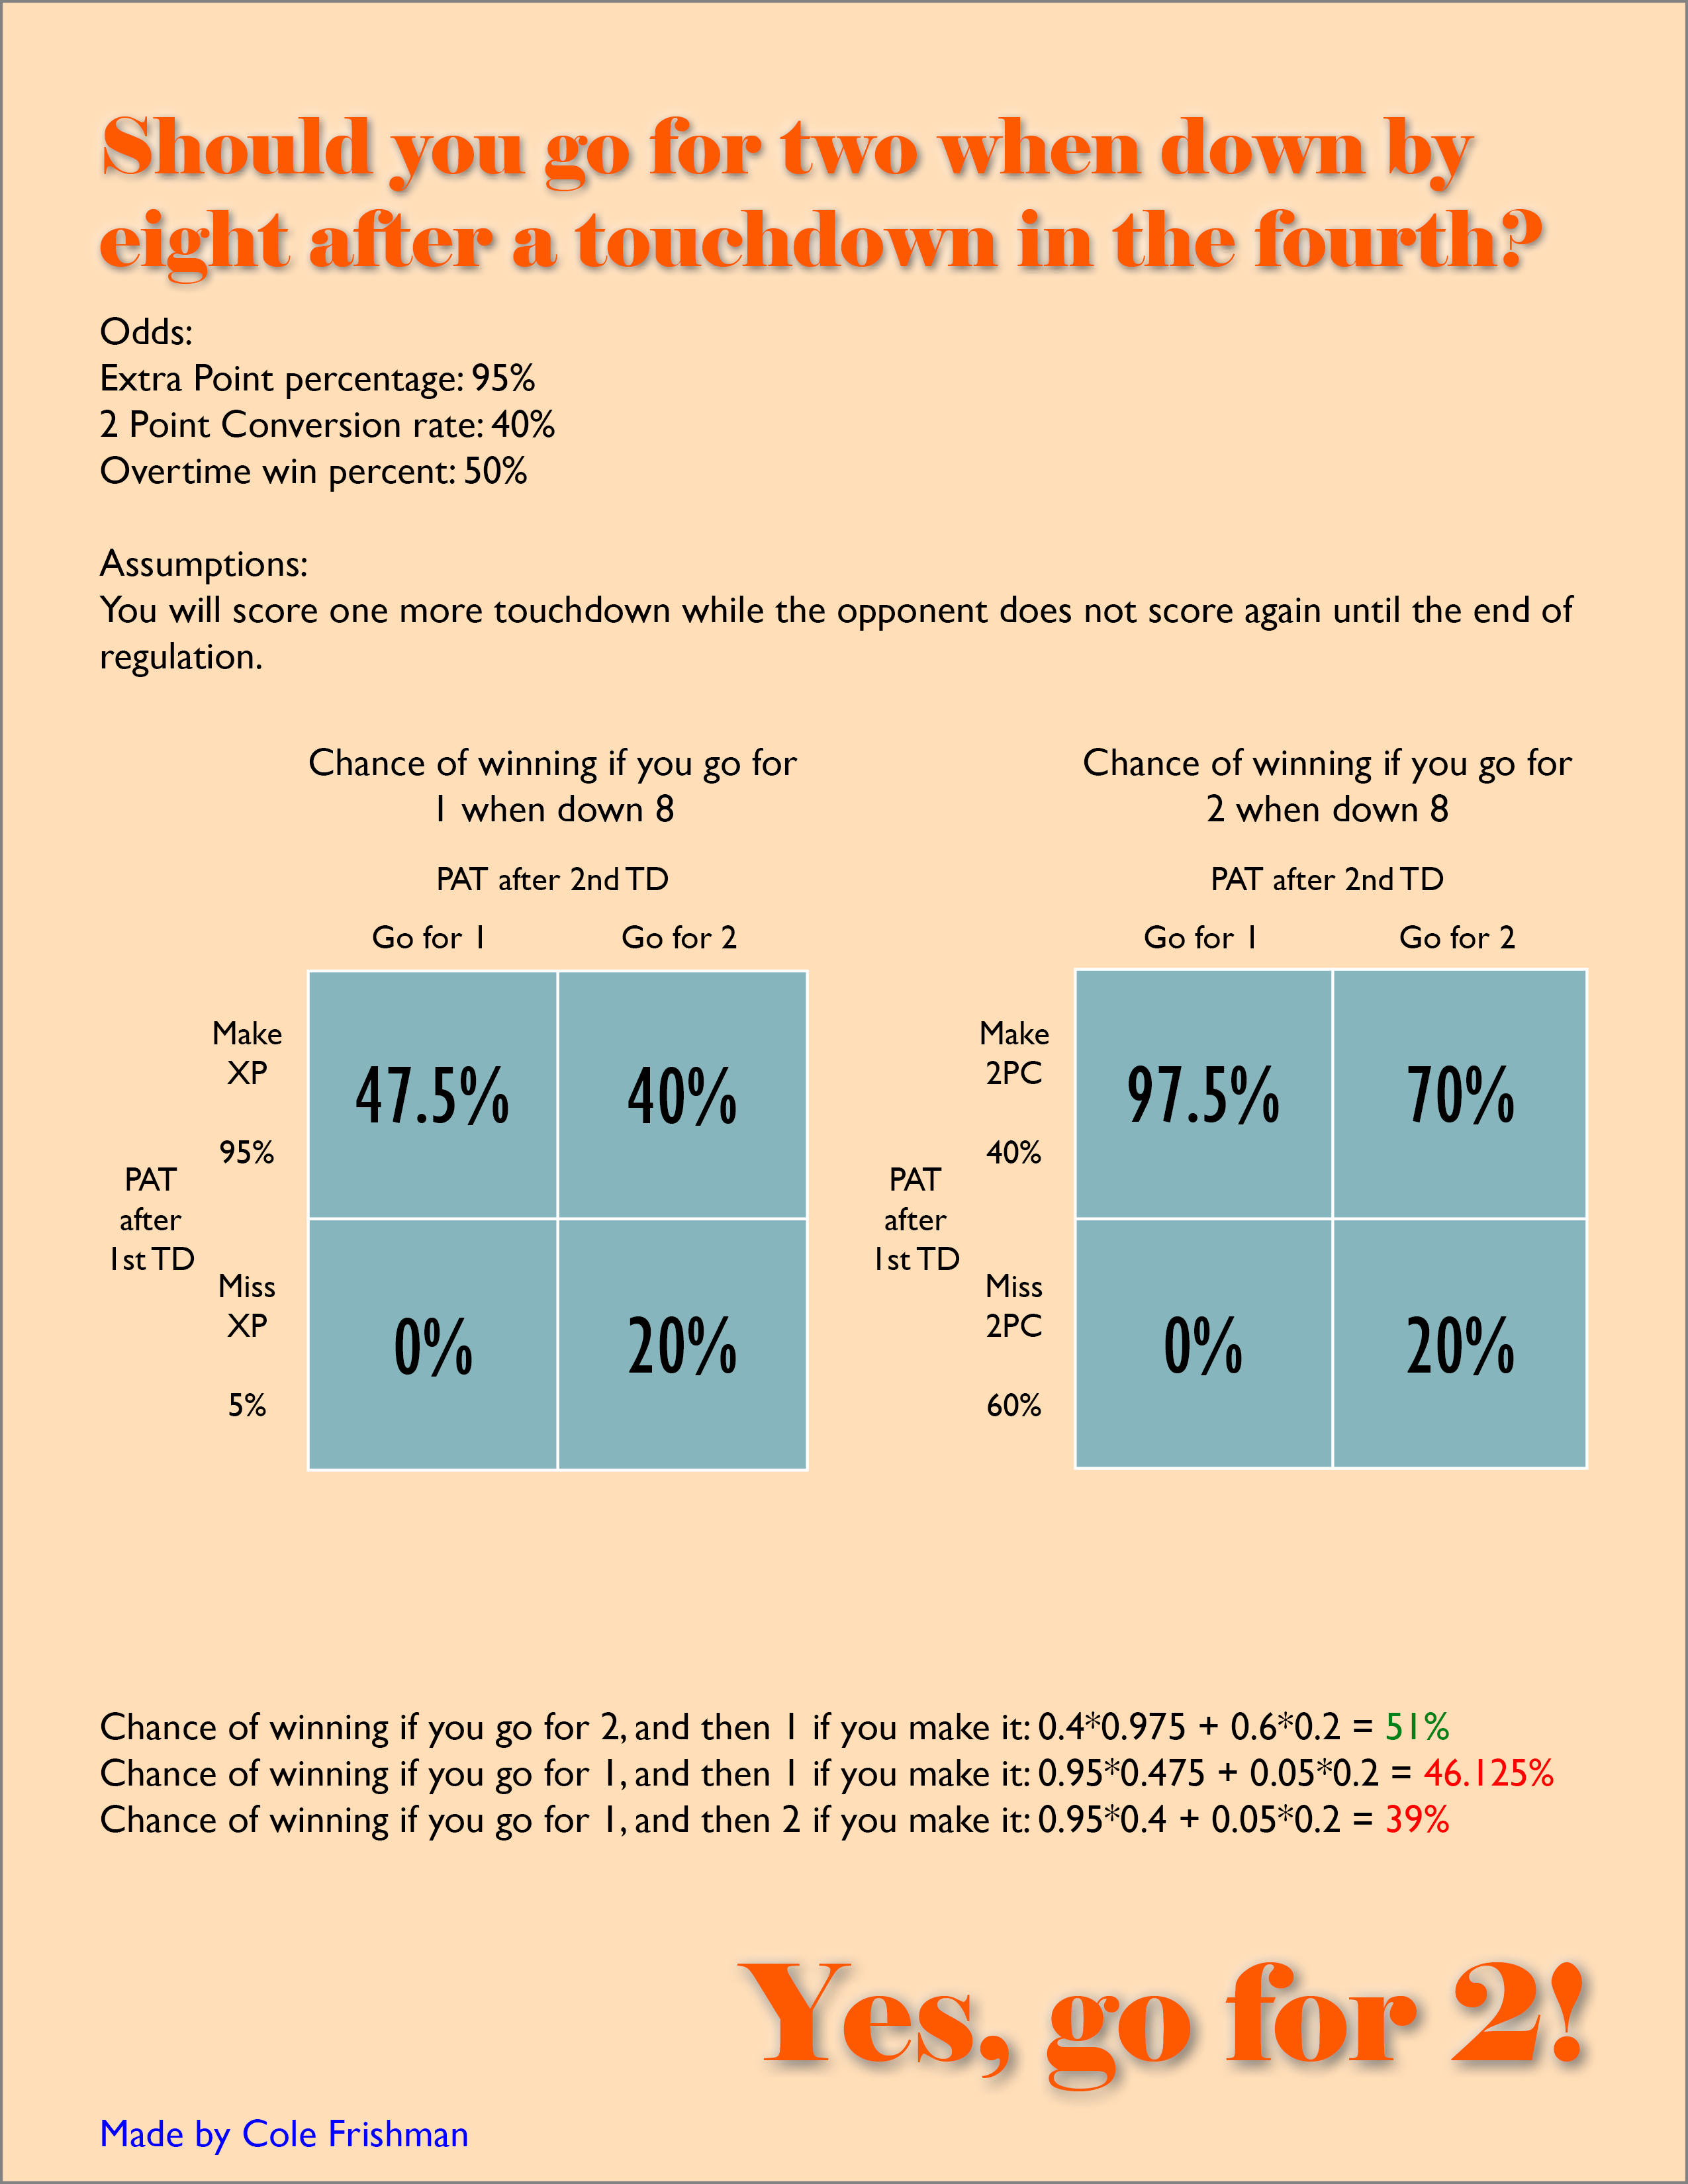 Should you go for two when down by
eight after a touchdown in the fourth?
Odds:
Extra Point percentage: 95%
2 Point Conversion rate: 40%
Overtime win percent: 50%
Assumptions:
You will score one more touchdown while the opponent does not score again until the end of
regulation.
Chance of winning if you go for
1 when down 8
PAT after 2nd TD
Go for 1
Go for 2
Make
XP
95%
47.5%
40%
PAT
after
1st TD
Miss
XP
5%
0%
20%
Chance of winning if you go for
2 when down 8
PAT after 2nd TD
Go for 1
Go for 2
Make
2PC
40%
97.5%
70%
PAT
after
1st TD
Miss
2PC
60%
0%
20%
Chance of winning if you go for 2, and then 1 if you make it: 0.4*0.975 + 0.6*0.2 = 51%
Chance of winning if you go for 1, and then 1 if you make it: 0.95*0.475 + 0.05*0.2 = 46.125%
Chance of winning if you go for 1, and then 2 if you make it: 0.95*0.4 + 0.05*0.2 = 39%
Yes, go for 2!
Made by Cole Frishman